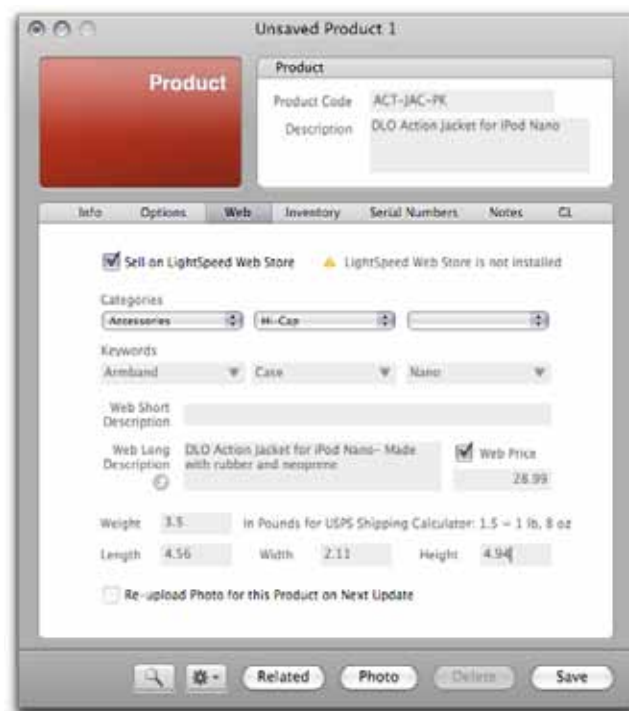 Unsaved Product 1
Product
Product
Product Code ACT-JAC-PK
Description DLO Action Jacket for iPod Nano
Info Options Web Inventory Serial Numbers Notes CL
Sell on LightSpeed Web Store LightSpeed Web Store is not installed
Categories
Accessories Hi-Cap
Keywords
Armband Case Nano
Web Short
Description
Web Long
Description
DLO Action Jacket for iPod Nano- Made
with rubber and neoprene
Web Price
28.99
Weight 3.5 In Pounds for USPS Shipping Calculator: 1.5 = 1 lb, 8 oz
Length 4.56 Width 2.11 Height 4.94
Re-upload Photo for this Product on Next Update
Related Photo Delete Save